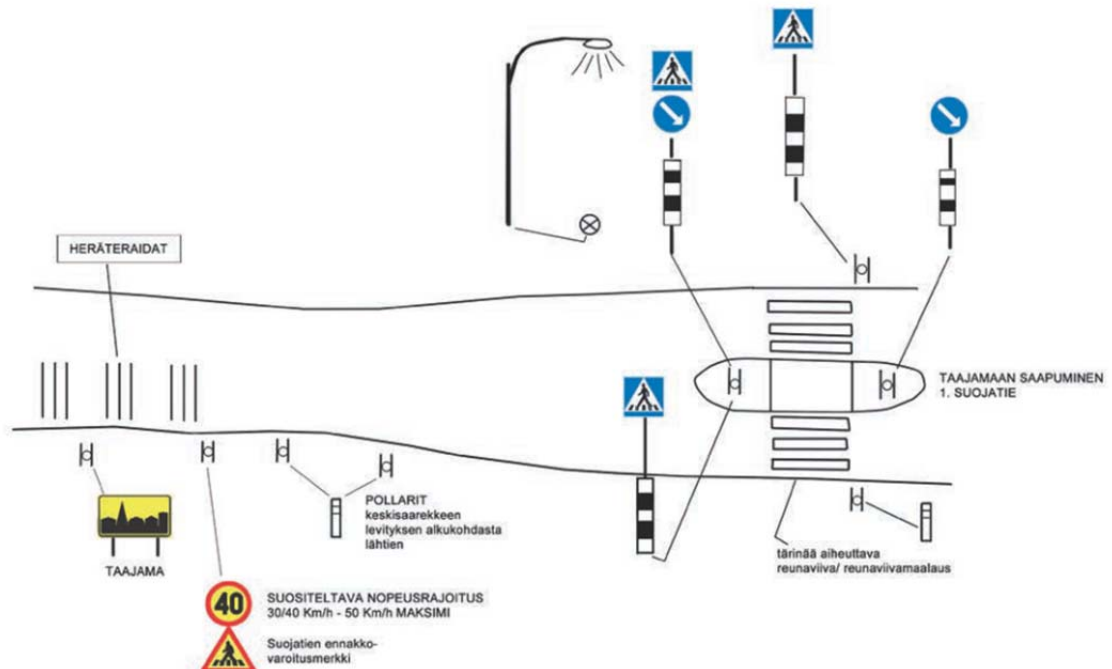 HERÄTERAIDAT
TAAJAMAAN SAAPUMINEN
1. SUOJATIE
POLLARIT
keskisaarekkeen
levityksen alkukohdasta
lähtien
tärinää aiheuttava
reunaviiva/ reunaviivamaalaus
TAAJAMA
40
SUOSITELTAVA NOPEUSRAJOITUS
30/40 Km/h - 50 Km/h MAKSIMI
Suojatien ennakko-
varoitusmerkki